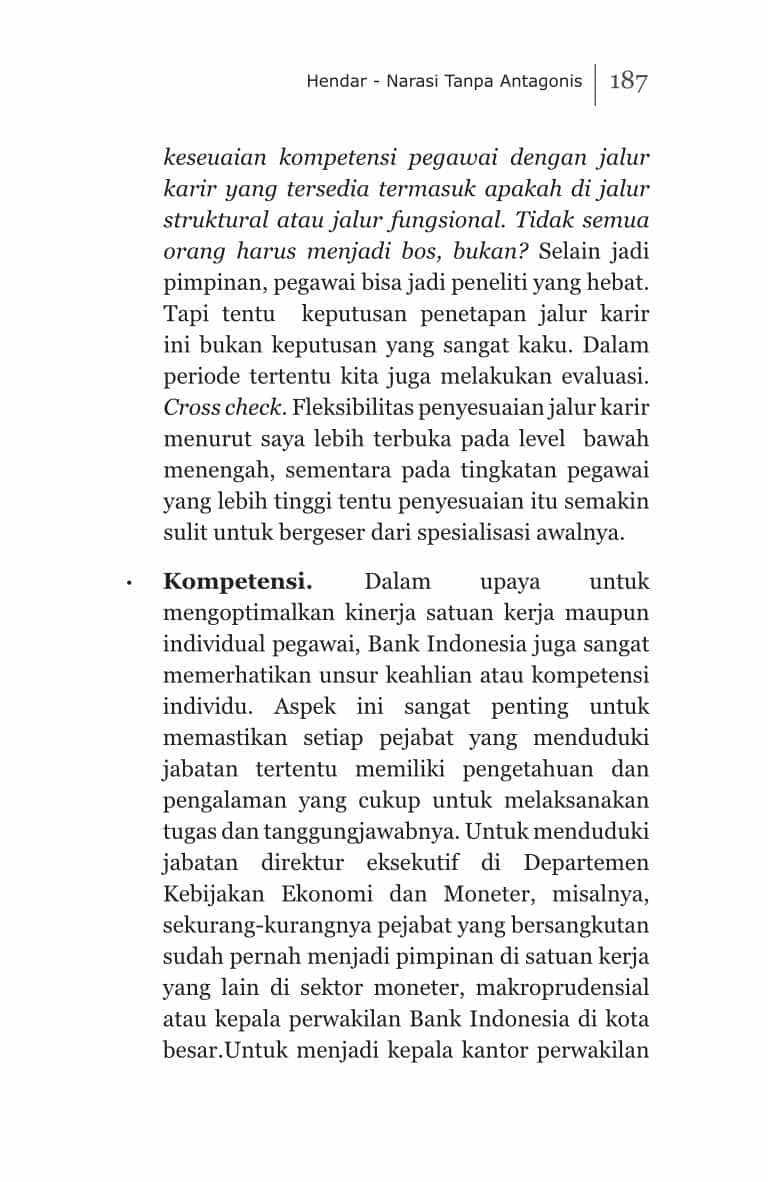 Hendar - Narasi Tanpa Antagonis 187
keseuaian kompetensi pegawai dengan jalur
karir yang tersedia termasuk apakah di jalur
struktural atau jalur fungsional. Tidak semua
orang harus menjadi bos, bukan? Selain jadi
pimpinan, pegawai bisa jadi peneliti yang hebat.
Tapi tentu keputusan penetapan jalur karir
ini bukan keputusan yang sangat kaku. Dalam
periode tertentu kita juga melakukan evaluasi.
Cross check. Fleksibilitas penyesuaian jalur karir
menurut saya lebih terbuka pada level bawah
menengah, sementara pada tingkatan pegawai
yang lebih tinggi tentu penyesuaian itu semakin
sulit untuk bergeser dari spesialisasi awalnya.
• Kompetensi. Dalam upaya untuk
mengoptimalkan kinerja satuan kerja maupun
individual pegawai, Bank Indonesia juga sangat
memerhatikan unsur keahlian atau kompetensi
individu. Aspek ini sangat penting untuk
memastikan setiap pejabat yang menduduki
jabatan tertentu memiliki pengetahuan dan
pengalaman yang cukup untuk melaksanakan
tugas dan tanggungjawabnya. Untuk menduduki
jabatan direktur eksekutif di Departemen
Kebijakan Ekonomi dan Moneter, misalnya,
sekurang-kurangnya pejabat yang bersangkutan
sudah pernah menjadi pimpinan di satuan kerja
yang lain di sektor moneter, makroprudensial
atau kepala perwakilan Bank Indonesia di kota
besar.Untuk menjadi kepala kantor perwakilan